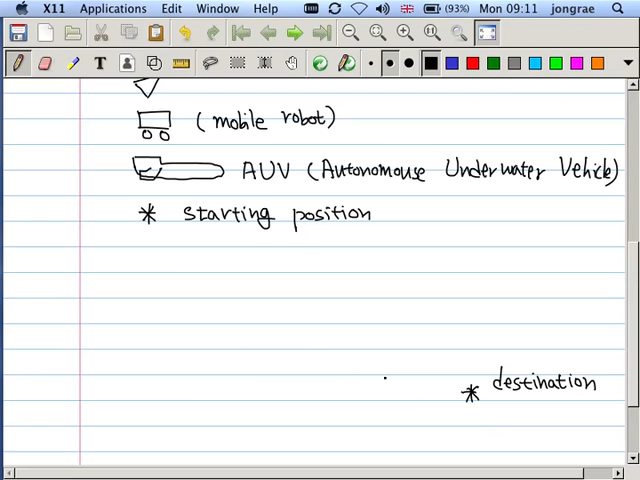 X11 Applications Edit Window Help (93%) Mon 09:11 jongrae
(mobile robot)
AUV (Autonomouse Underwater Vehicle)
* starting position
* destination